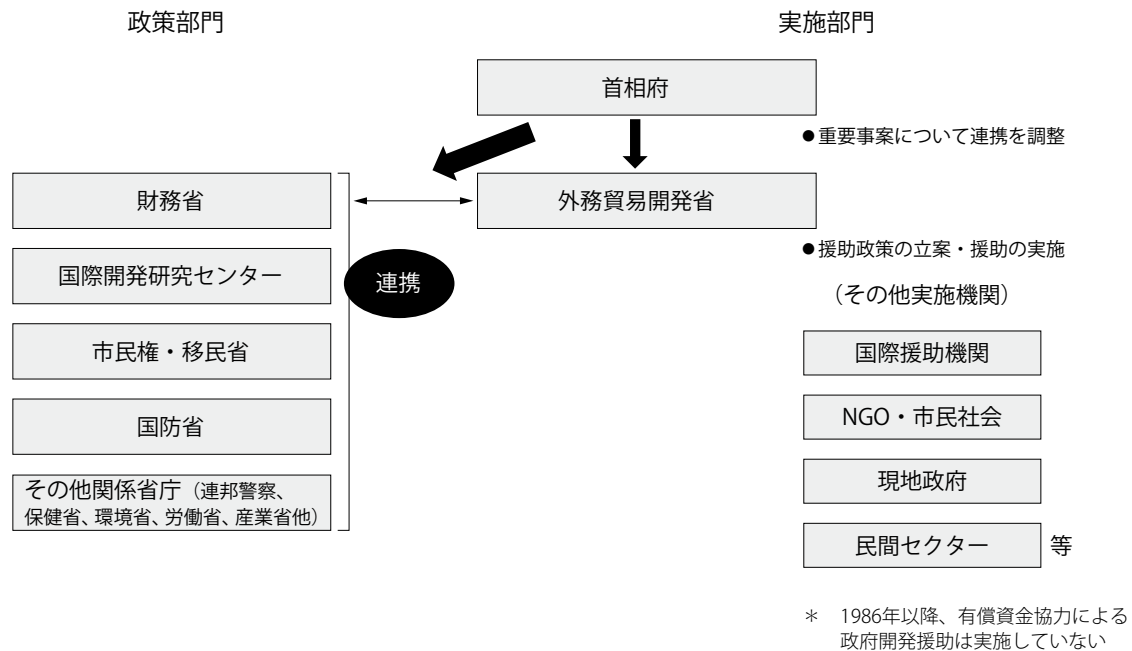 政策部門
実施部門
首相府
●重要事案について連携を調整
財務省
外務貿易開発省
●援助政策の立案・援助の実施
国際開発研究センター
連携
（その他実施機関）
市民権・移民省
国際援助機関
国防省
NGO・市民社会
その他関係省庁（連邦警察、
保健省、環境省、労働省、産業省他）
現地政府
民間セクター 等
＊ 1986年以降、有償資金協力による
政府開発援助は実施していない